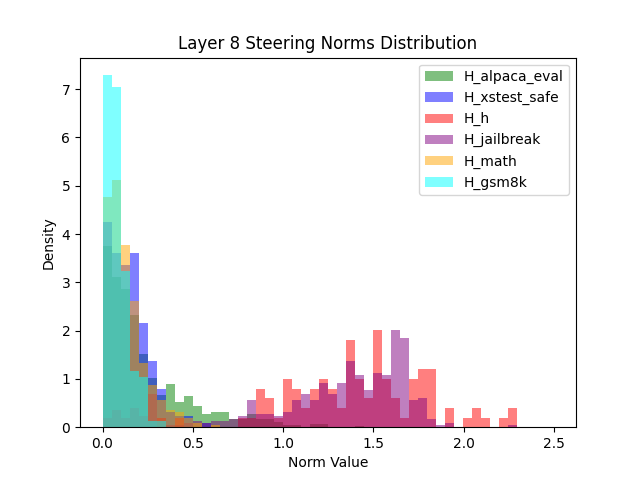 Layer 8 Steering Norms Distribution
H_alpaca_eval
H_xstest_safe
H_h
H_jailbreak
H_math
H_gsm8k
Density
7
6
5
4
3
2
1
0
0.0 0.5 1.0 1.5 2.0 2.5
Norm Value